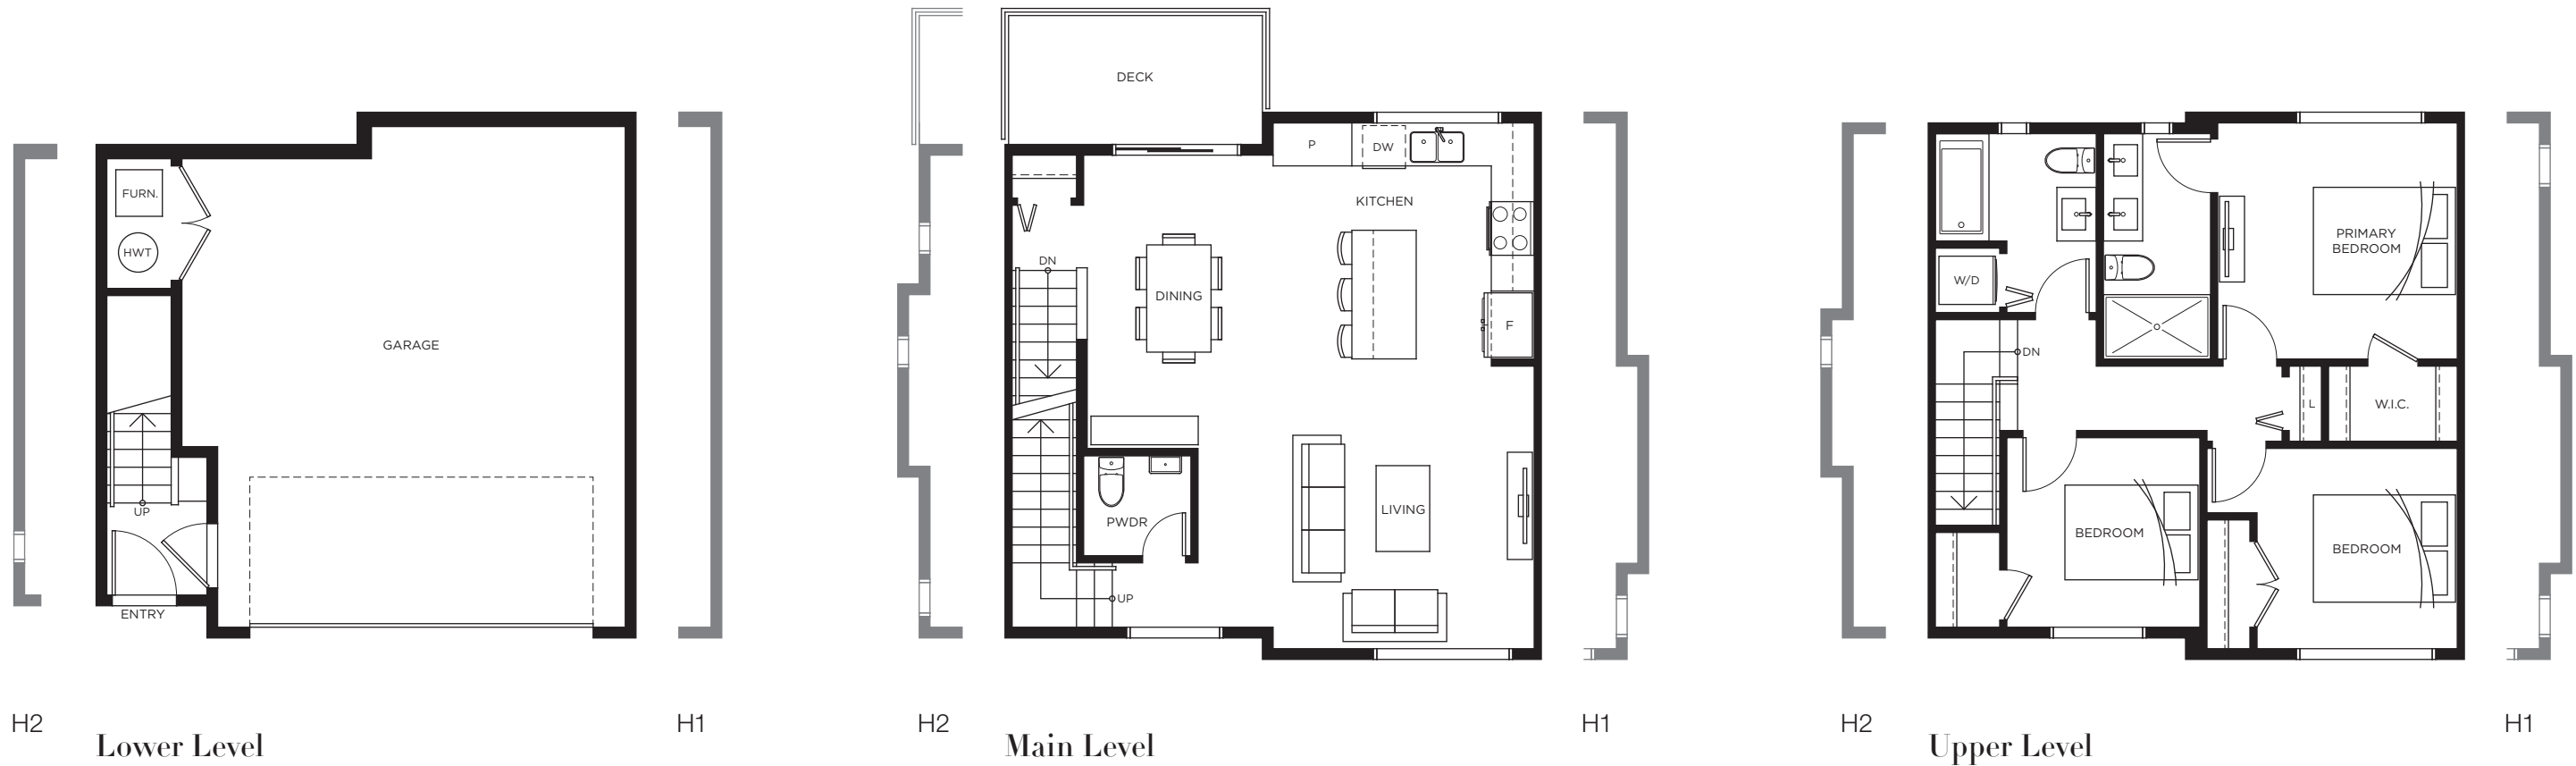 FURN.
HWT
GARAGE
UP
ENTRY
H2
H1
Lower Level
DECK
P
DW
KITCHEN
DN
DINING
F
PWDR
LIVING
UP
H2
H1
Main Level
W/D
PRIMARY
BEDROOM
DN
L
W.I.C.
BEDROOM
BEDROOM
H2
H1
Upper Level